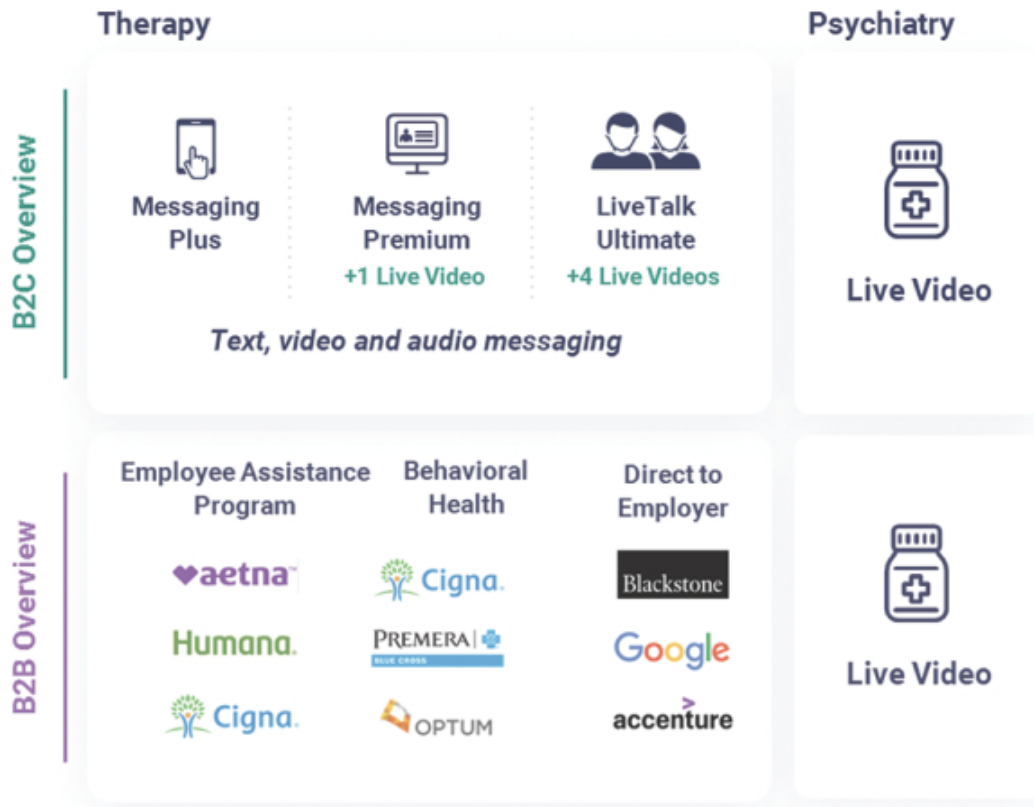 Therapy
Psychiatry
B2C Overview
Messaging
Plus
Messaging
Premium
+1 Live Video
LiveTalk
Ultimate
+4 Live Videos
Text, video and audio messaging
Live Video
B2B Overview
Employee Assistance
Program
aetna™
Humana.
Cigna.
Behavioral
Health
Cigna.
PREMERA
BLUE CROSS
OPTUM
Direct to
Employer
Blackstone
Google
accenture
Live Video